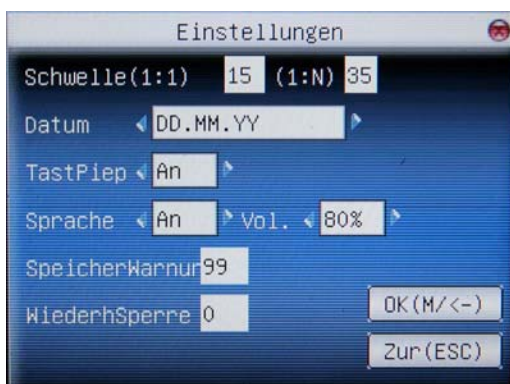 Einstellungen
Schwelle(1:1) 15 (1:N) 35
Datum DD.MM.YY
TastPiep An
Sprache An Vol. 80%
SpeicherWarnur 99
WiederhSperre 0
OK(M/<-)
Zur(ESC)